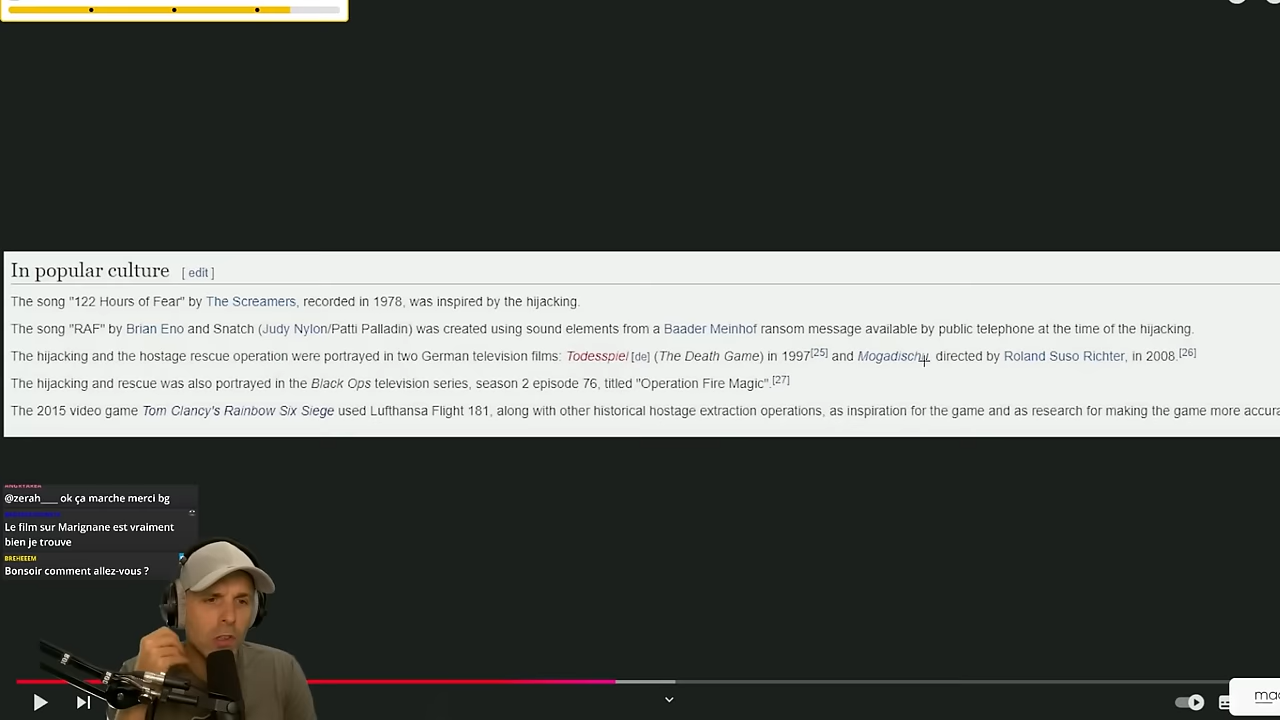 In popular culture [ edit ]
The song "122 Hours of Fear" by The Screamers, recorded in 1978, was inspired by the hijacking.
The song "RAF" by Brian Eno and Snatch (Judy Nylon/Patti Palladin) was created using sound elements from a Baader Meinhof ransom message available by public telephone at the time of the hijacking.
The hijacking and the hostage rescue operation were portrayed in two German television films: Todesspiel [de] (The Death Game) in 1997[25] and Mogadischu, directed by Roland Suso Richter, in 2008.[26]
The hijacking and rescue was also portrayed in the Black Ops television series, season 2 episode 76, titled "Operation Fire Magic".[27]
The 2015 video game Tom Clancy's Rainbow Six Siege used Lufthansa Flight 181, along with other historical hostage extraction operations, as inspiration for the game and as research for making the game more accura
@zerah____ ok ça marche merci bg
Le film sur Marignane est vraiment
bien je trouve
BREHEEEM
Bonsoir comment allez-vous ?